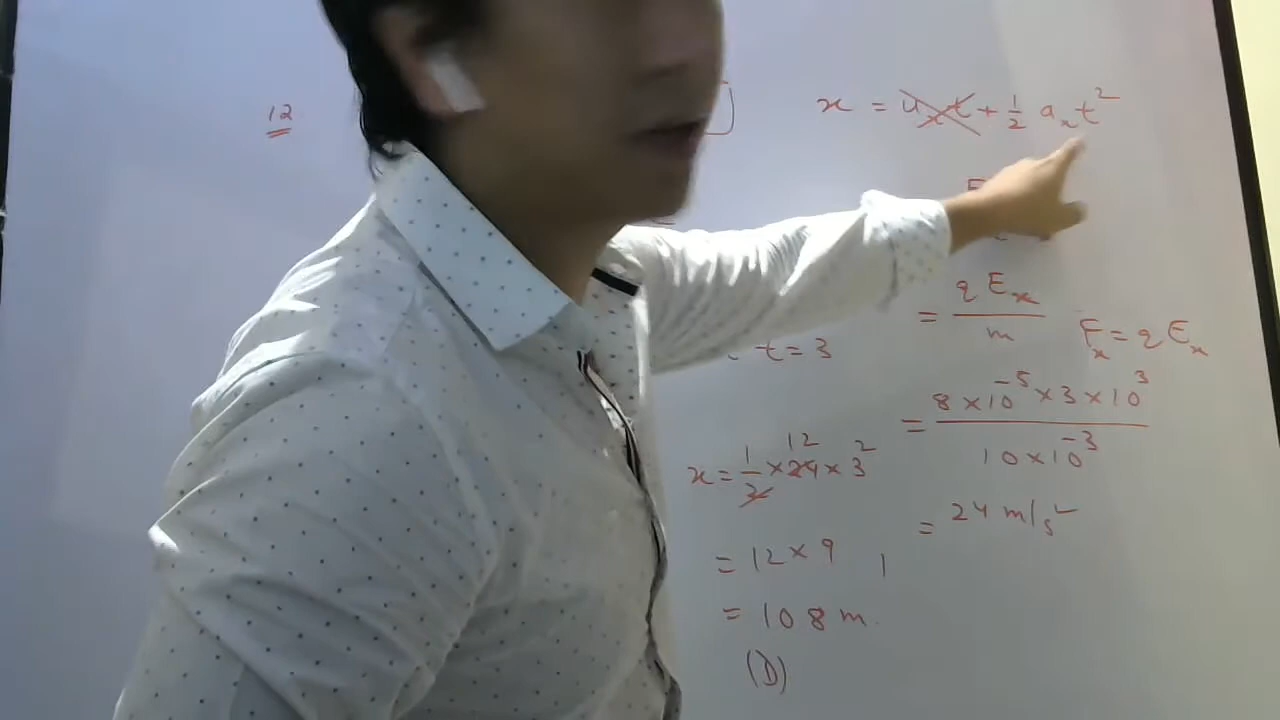 12
x = uₓt + 1/2 aₓt²
= qEₓ/m
Fₓ = qEₓ
t = 3
= 8×10⁻⁵×3×10³/10×10⁻³
x = 1/2 × 24 × 3²
12
= 24 m/s²
= 12 × 9
= 108 m.
(D)